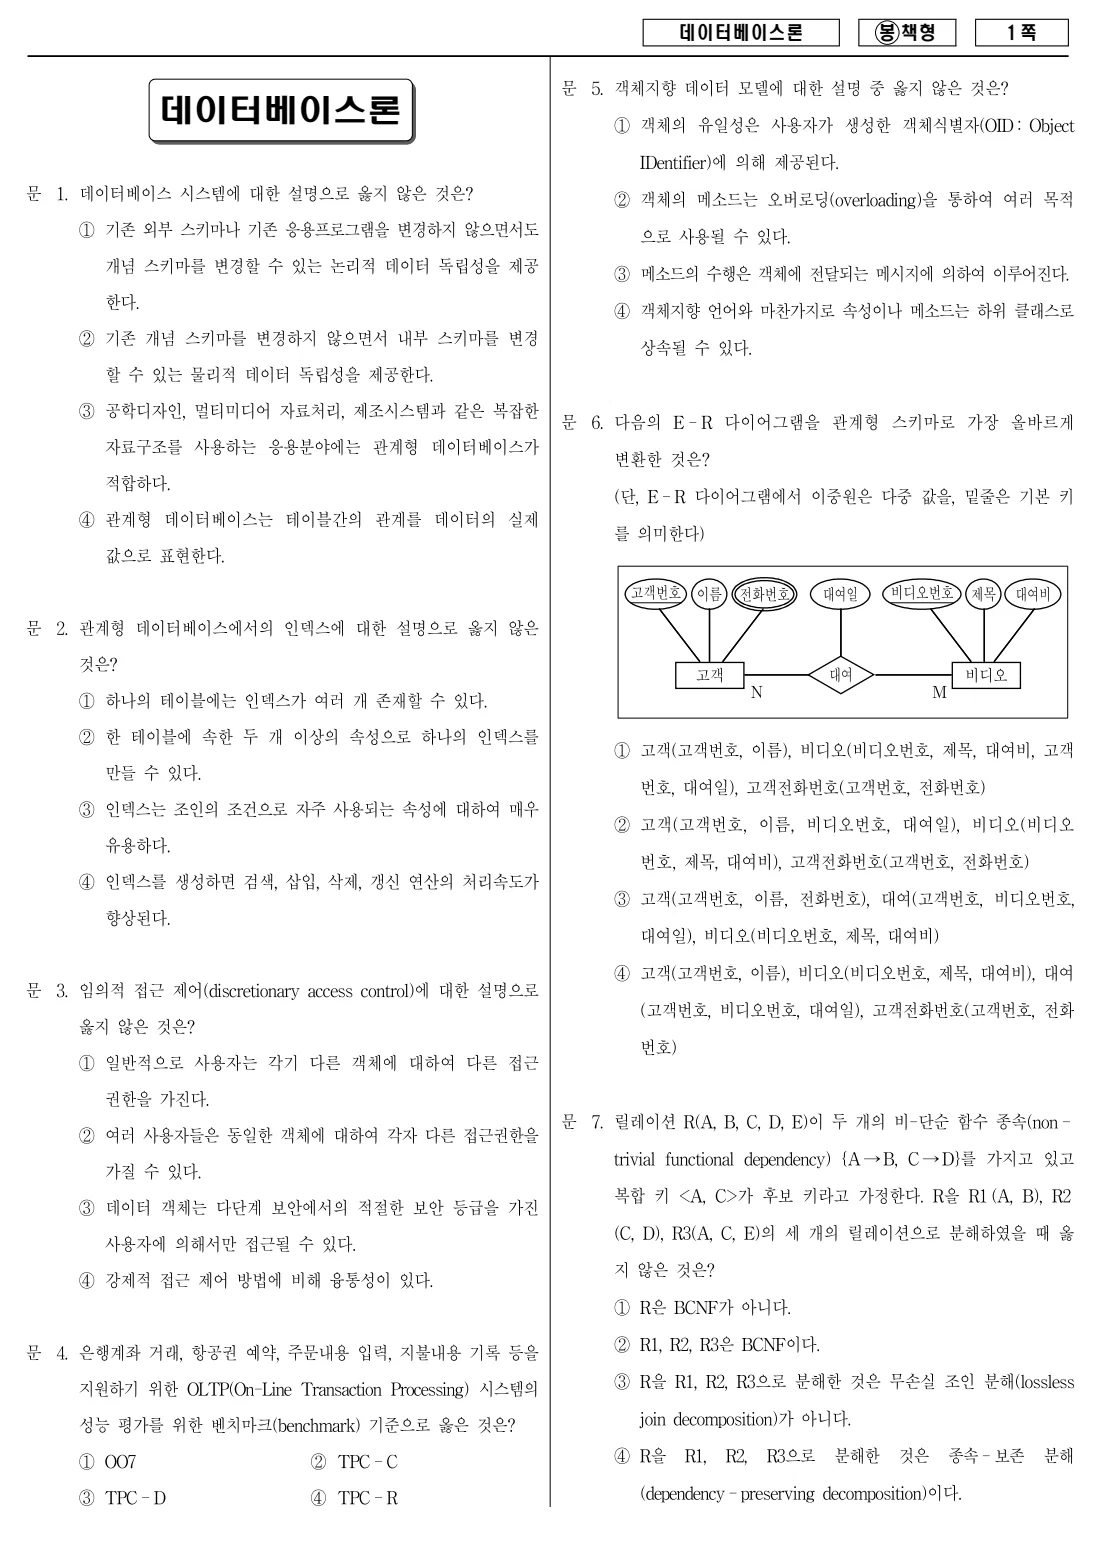 데이터베이스론
봉책형
1 쪽
데이터베이스론
문 1. 데이터베이스 시스템에 대한 설명으로 옳지 않은 것은?
① 기존 외부 스키마나 기존 응용프로그램을 변경하지 않으면서도
개념 스키마를 변경할 수 있는 논리적 데이터 독립성을 제공
한다.
② 기존 개념 스키마를 변경하지 않으면서 내부 스키마를 변경
할 수 있는 물리적 데이터 독립성을 제공한다.
③ 공학디자인, 멀티미디어 자료처리, 제조시스템과 같은 복잡한
자료구조를 사용하는 응용분야에는 관계형 데이터베이스가
적합하다.
④ 관계형 데이터베이스는 테이블간의 관계를 데이터의 실제
값으로 표현한다.
문 2. 관계형 데이터베이스에서의 인덱스에 대한 설명으로 옳지 않은
것은?
① 하나의 테이블에는 인덱스가 여러 개 존재할 수 있다.
② 한 테이블에 속한 두 개 이상의 속성으로 하나의 인덱스를
만들 수 있다.
③ 인덱스는 조인의 조건으로 자주 사용되는 속성에 대하여 매우
유용하다.
④ 인덱스를 생성하면 검색, 삽입, 삭제, 갱신 연산의 처리속도가
향상된다.
문 3. 임의적 접근 제어(discretionary access control)에 대한 설명으로
옳지 않은 것은?
① 일반적으로 사용자는 각기 다른 객체에 대하여 다른 접근
권한을 가진다.
② 여러 사용자들은 동일한 객체에 대하여 각자 다른 접근권한을
가질 수 있다.
③ 데이터 객체는 다단계 보안에서의 적절한 보안 등급을 가진
사용자에 의해서만 접근될 수 있다.
④ 강제적 접근 제어 방법에 비해 융통성이 있다.
문 4. 은행계좌 거래, 항공권 예약, 주문내용 입력, 지불내용 기록 등을
지원하기 위한 OLTP(On-Line Transaction Processing) 시스템의
성능 평가를 위한 벤치마크(benchmark) 기준으로 옳은 것은?
① OO7 ② TPC-C
③ TPC-D ④ TPC-R
문 5. 객체지향 데이터 모델에 대한 설명 중 옳지 않은 것은?
① 객체의 유일성은 사용자가 생성한 객체식별자(OID: Object
IDentifier)에 의해 제공된다.
② 객체의 메소드는 오버로딩(overloading)을 통하여 여러 목적
으로 사용될 수 있다.
③ 메소드의 수행은 객체에 전달되는 메시지에 의하여 이루어진다.
④ 객체지향 언어와 마찬가지로 속성이나 메소드는 하위 클래스로
상속될 수 있다.
문 6. 다음의 E-R 다이어그램을 관계형 스키마로 가장 올바르게
변환한 것은?
(단, E-R 다이어그램에서 이중원은 다중 값을, 밑줄은 기본 키
를 의미한다)
고객번호 이름 전화번호 대여일 비디오번호 제목 대여비
고객 대여 비디오
N M
① 고객(고객번호, 이름), 비디오(비디오번호, 제목, 대여비, 고객
번호, 대여일), 고객전화번호(고객번호, 전화번호)
② 고객(고객번호, 이름, 비디오번호, 대여일), 비디오(비디오
번호, 제목, 대여비), 고객전화번호(고객번호, 전화번호)
③ 고객(고객번호, 이름, 전화번호), 대여(고객번호, 비디오번호,
대여일), 비디오(비디오번호, 제목, 대여비)
④ 고객(고객번호, 이름), 비디오(비디오번호, 제목, 대여비), 대여
(고객번호, 비디오번호, 대여일), 고객전화번호(고객번호, 전화
번호)
문 7. 릴레이션 R(A, B, C, D, E)이 두 개의 비-단순 함수 종속(non-
trivial functional dependency) {A→B, C→D}를 가지고 있고
복합 키 <A, C>가 후보 키라고 가정한다. R을 R1(A, B), R2
(C, D), R3(A, C, E)의 세 개의 릴레이션으로 분해하였을 때 옳
지 않은 것은?
① R은 BCNF가 아니다.
② R1, R2, R3은 BCNF이다.
③ R을 R1, R2, R3으로 분해한 것은 무손실 조인 분해(lossless
join decomposition)가 아니다.
④ R을 R1, R2, R3으로 분해한 것은 종속-보존 분해
(dependency-preserving decomposition)이다.